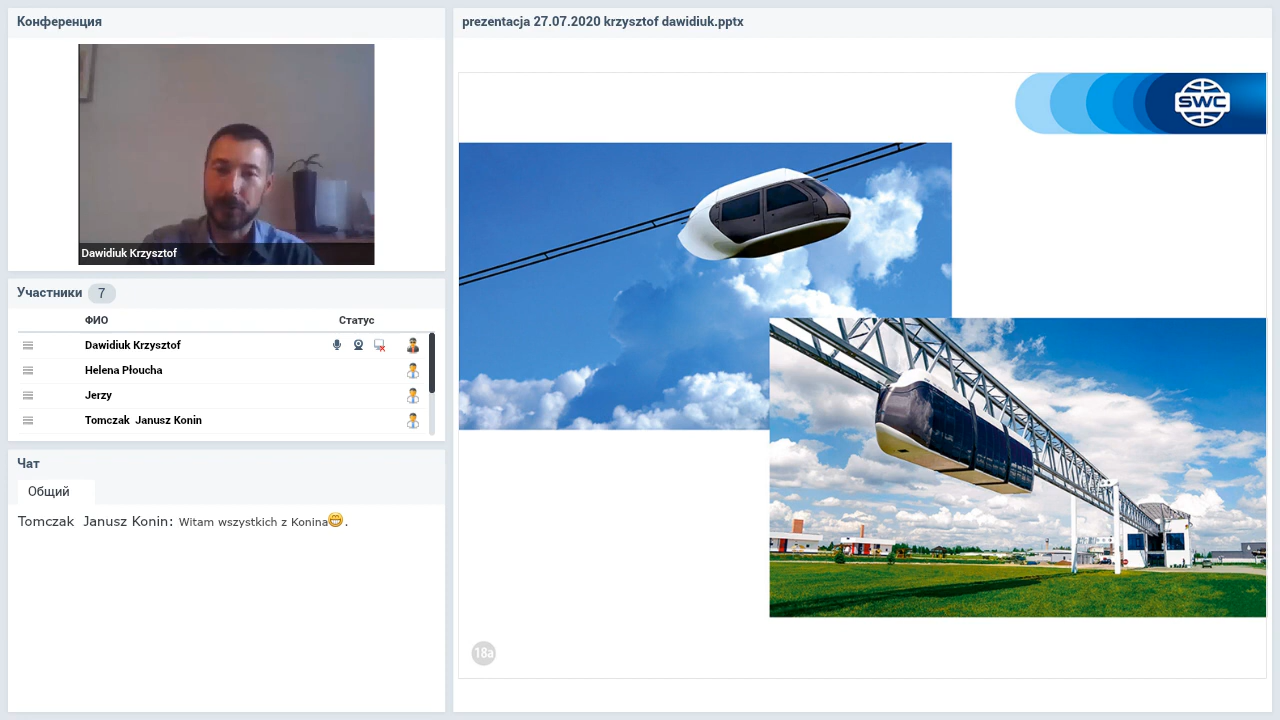 Конференция
Dawidiuk Krzysztof
Участники 7
ФИО Статус
Dawidiuk Krzysztof
Helena Płoucha
Jerzy
Tomczak Janusz Konin
Чат
Общий
Tomczak Janusz Konin: Witam wszystkich z Konina😁.
prezentacja 27.07.2020 krzysztof dawidiuk.pptx
SWC
18a